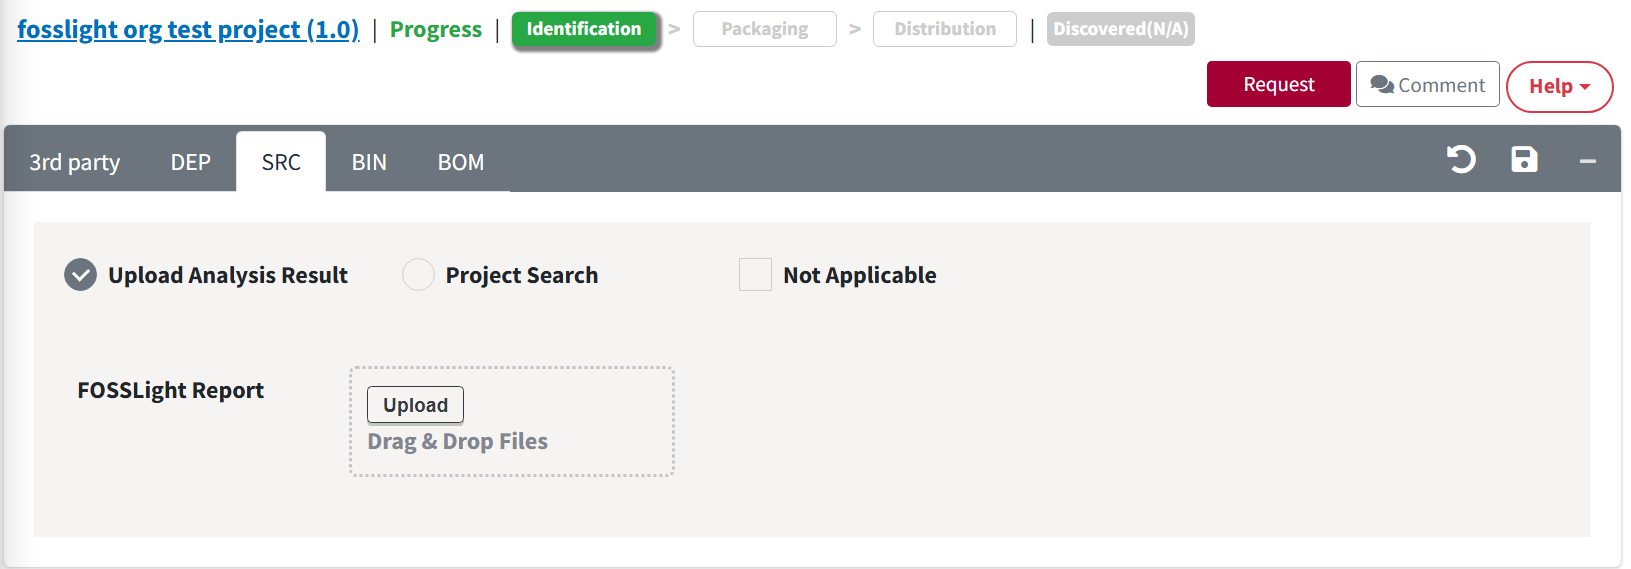 fosslight org test project (1.0) | Progress | Identification > Packaging > Distribution | Discovered(N/A)
Request Comment Help
3rd party DEP SRC BIN BOM
Upload Analysis Result Project Search Not Applicable
FOSSLight Report
Upload
Drag & Drop Files